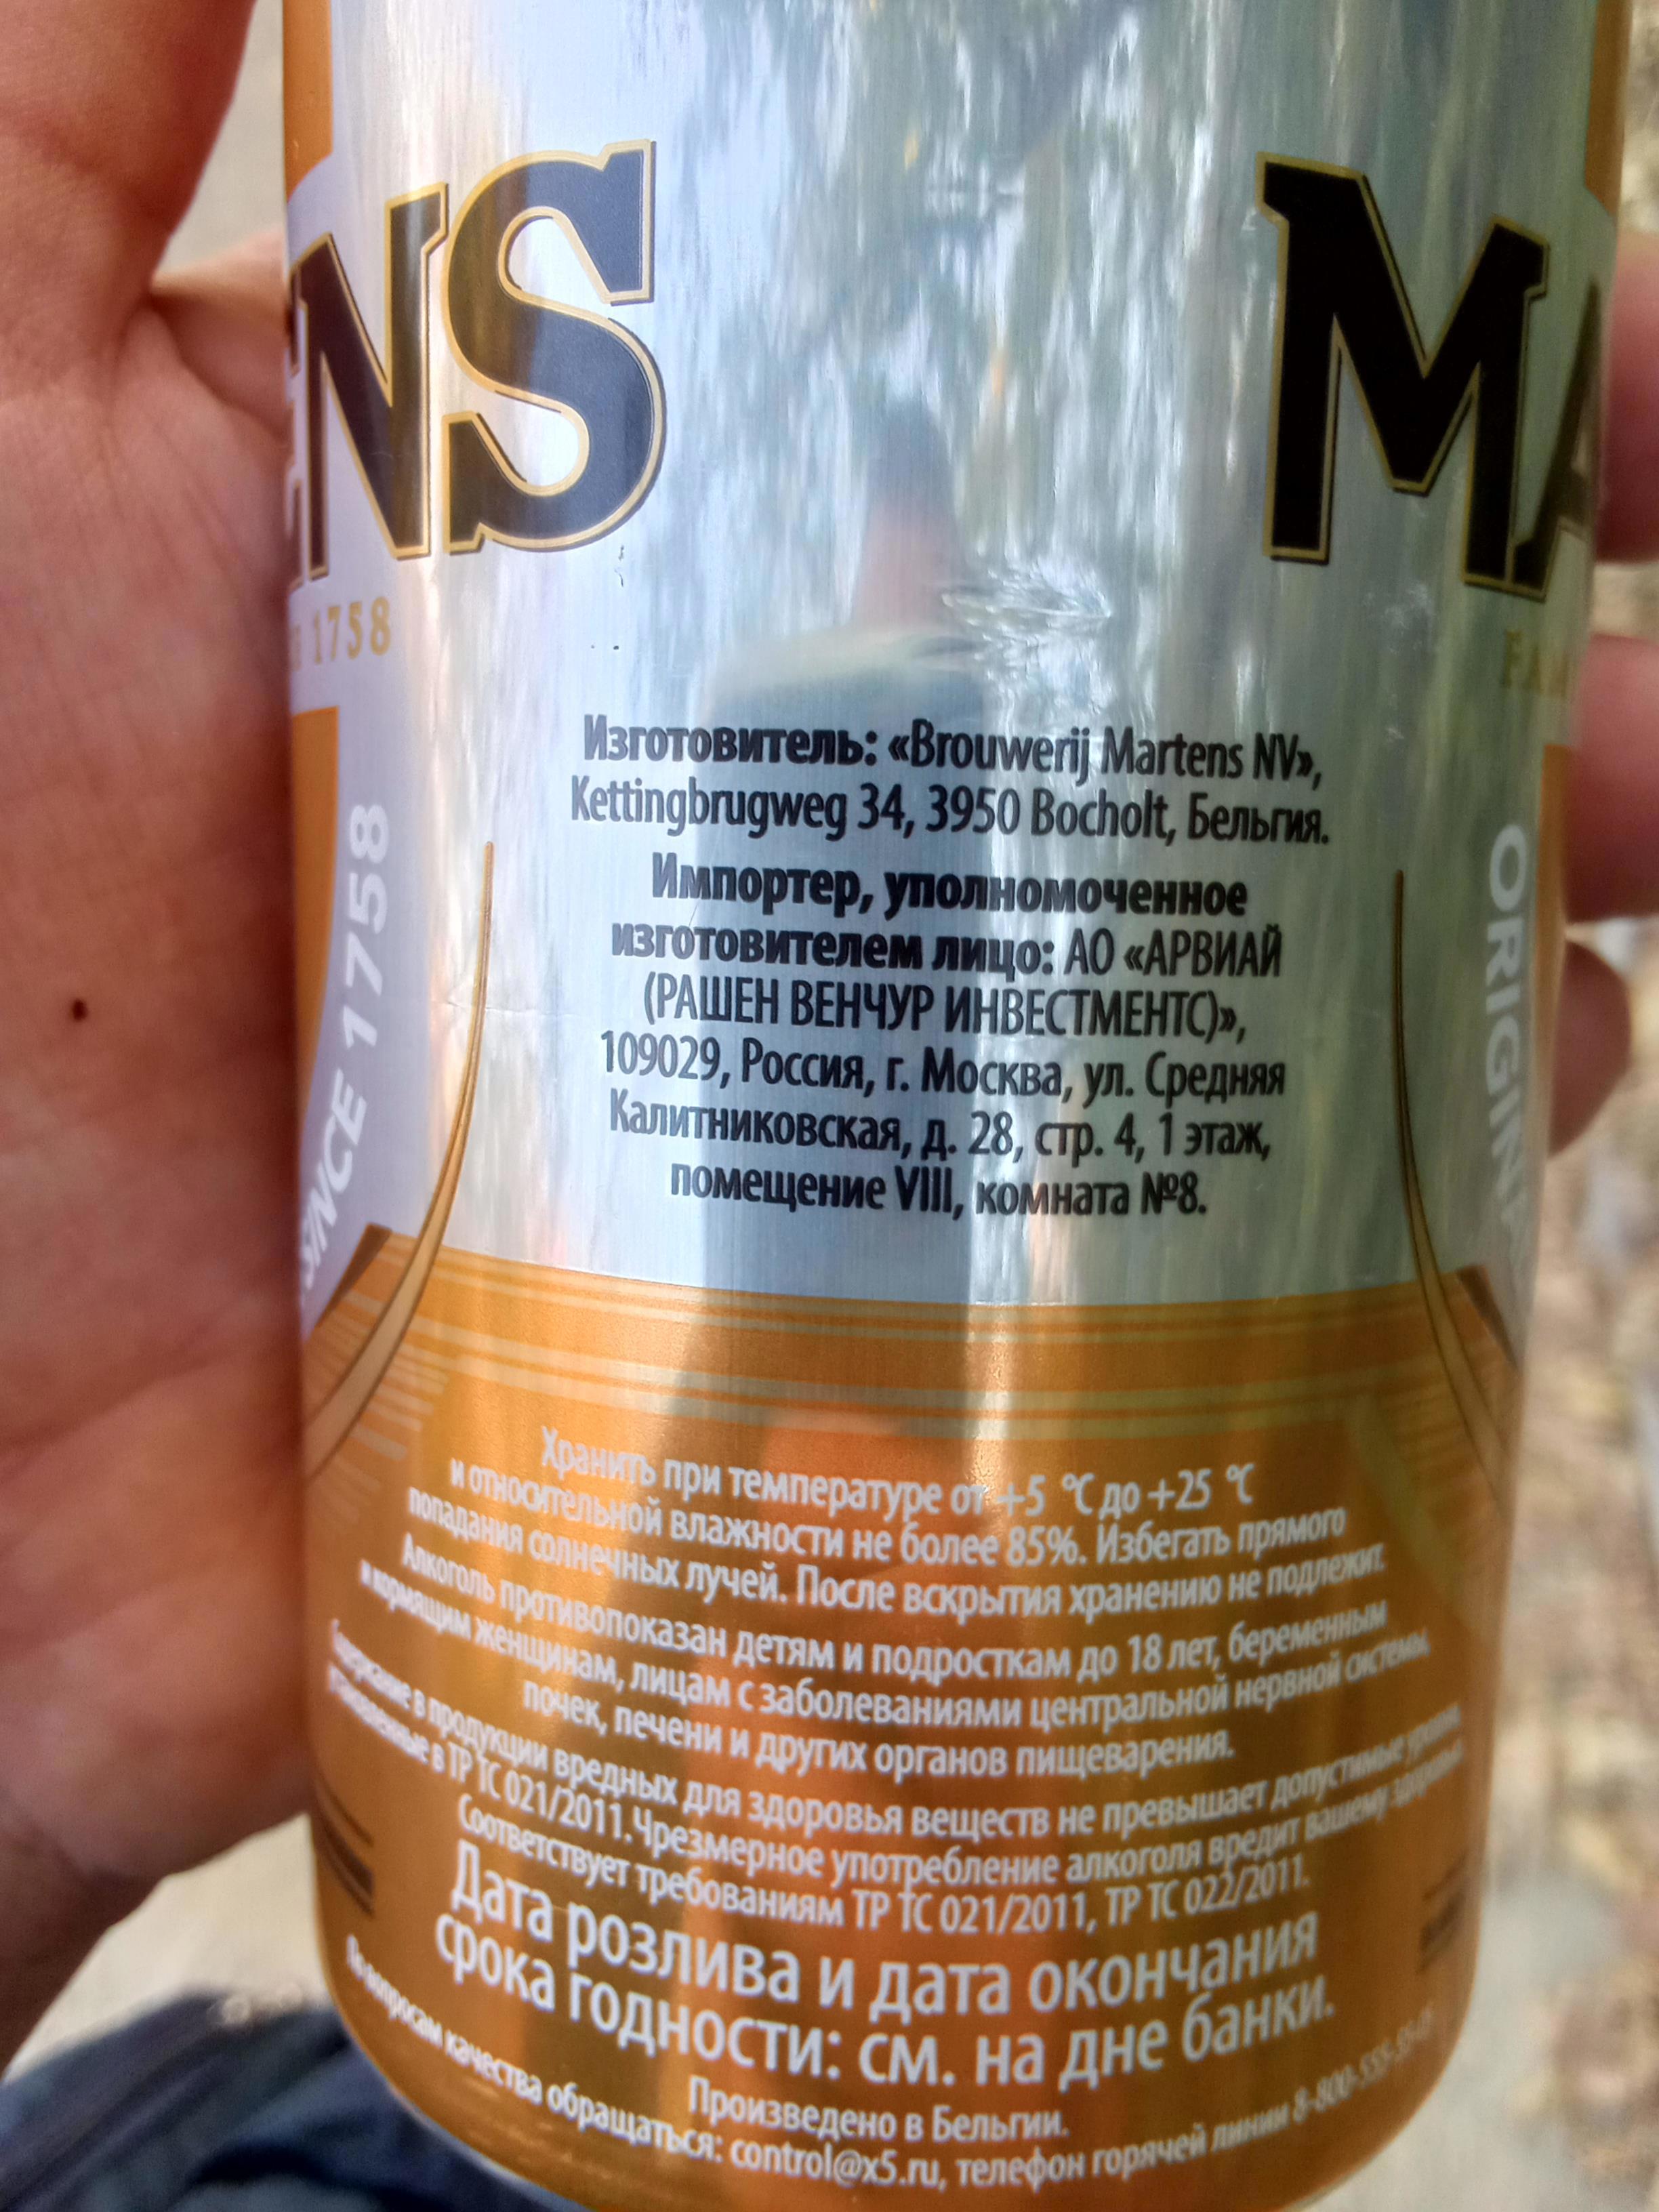 ENS
MA
1758
FAM
SINCE 1758
ORIGIN
Изготовитель: «Brouwerij Martens NV»,
Kettingbrugweg 34, 3950 Bocholt, Бельгия.
Импортер, уполномоченное
изготовителем лицо: АО «АРВИАЙ
(РАШЕН ВЕНЧУР ИНВЕСТМЕНТС)»,
109029, Россия, г. Москва, ул. Средняя
Калитниковская, д. 28, стр. 4, 1 этаж,
помещение VIII, комната №8.
Хранить при температуре от +5 °C до +25 °C
и относительной влажности не более 85%. Избегать прямого
попадания солнечных лучей. После вскрытия хранению не подлежит.
Алкоголь противопоказан детям и подросткам до 18 лет, беременным
и кормящим женщинам, лицам с заболеваниями центральной нервной системы,
почек, печени и других органов пищеварения.
Содержание в продукции вредных для здоровья веществ не превышает допустимые уровни,
установленные в ТР ТС 021/2011. Чрезмерное употребление алкоголя вредит вашему здоровью.
Соответствует требованиям ТР ТС 021/2011, ТР ТС 022/2011.
Дата розлива и дата окончания
срока годности: см. на дне банки.
Произведено в Бельгии.
По вопросам качества обращаться: control@x5.ru, телефон горячей линии